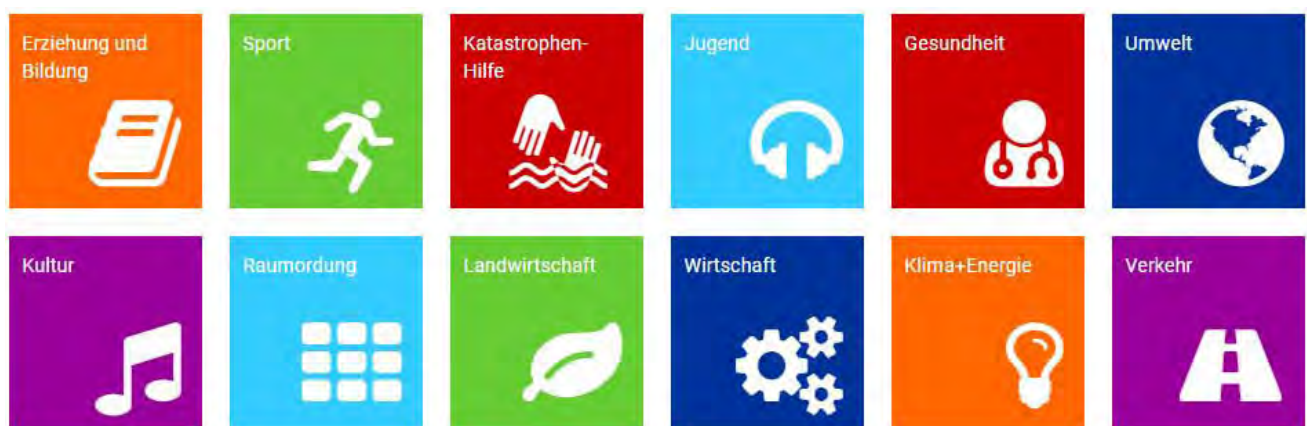 Erziehung und
Bildung
Sport
Katastrophen-
Hilfe
Jugend
Gesundheit
Umwelt
Kultur
Raumordung
Landwirtschaft
Wirtschaft
Klima+Energie
Verkehr